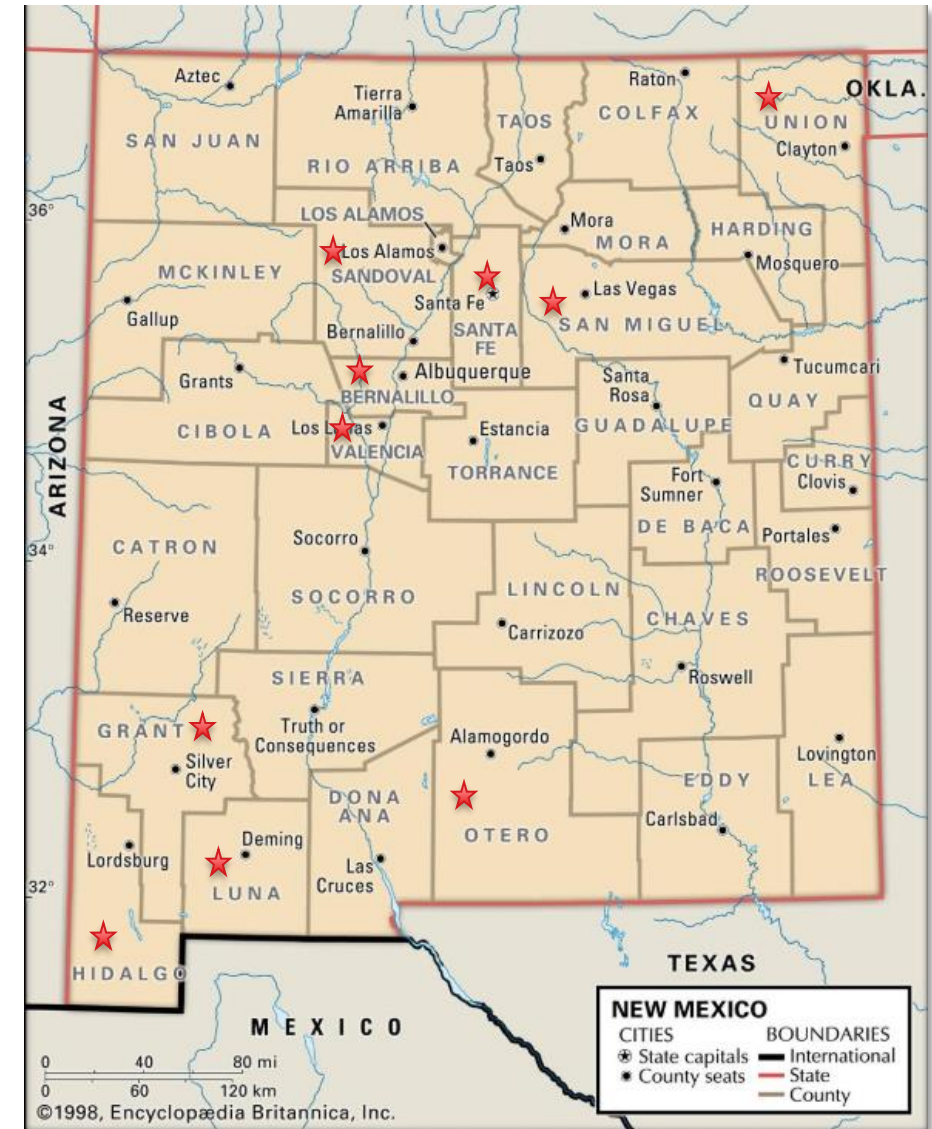 Aztec
Tierra
Amarilla
Raton
OKLA.
SAN JUAN
TAOS
COLFAX
UNION
RIO ARRIBA
Taos
Clayton
36°
LOS ALAMOS
Mora
HARDING
Los Alamos
MORA
MCKINLEY
SANDOVAL
Mosquero
Santa Fe
Las Vegas
Gallup
Bernalillo
SANTA
FE
SAN MIGUEL
Grants
Albuquerque
Santa
Rosa
Tucumcari
BERNALILLO
QUAY
CIBOLA
Los Lunas
Estancia
GUADALUPE
ARIZONA
VALENCIA
TORRANCE
CURRY
Clovis
Fort
Sumner
DE BACA
34°
CATRON
Socorro
Portales
ROOSEVELT
SOCORRO
LINCOLN
CHAVES
Reserve
Carrizozo
SIERRA
Roswell
GRANT
Truth or
Consequences
Alamogordo
Silver
City
Lovington
LEA
DONA
ANA
EDDY
OTERO
Carlsbad
Lordsburg
Deming
Las
Cruces
32°
LUNA
HIDALGO
TEXAS
MEXICO
NEW MEXICO
CITIES
State capitals
County seats
BOUNDARIES
International
State
County
0 40 80 mi
0 60 120 km
©1998, Encyclopædia Britannica, Inc.